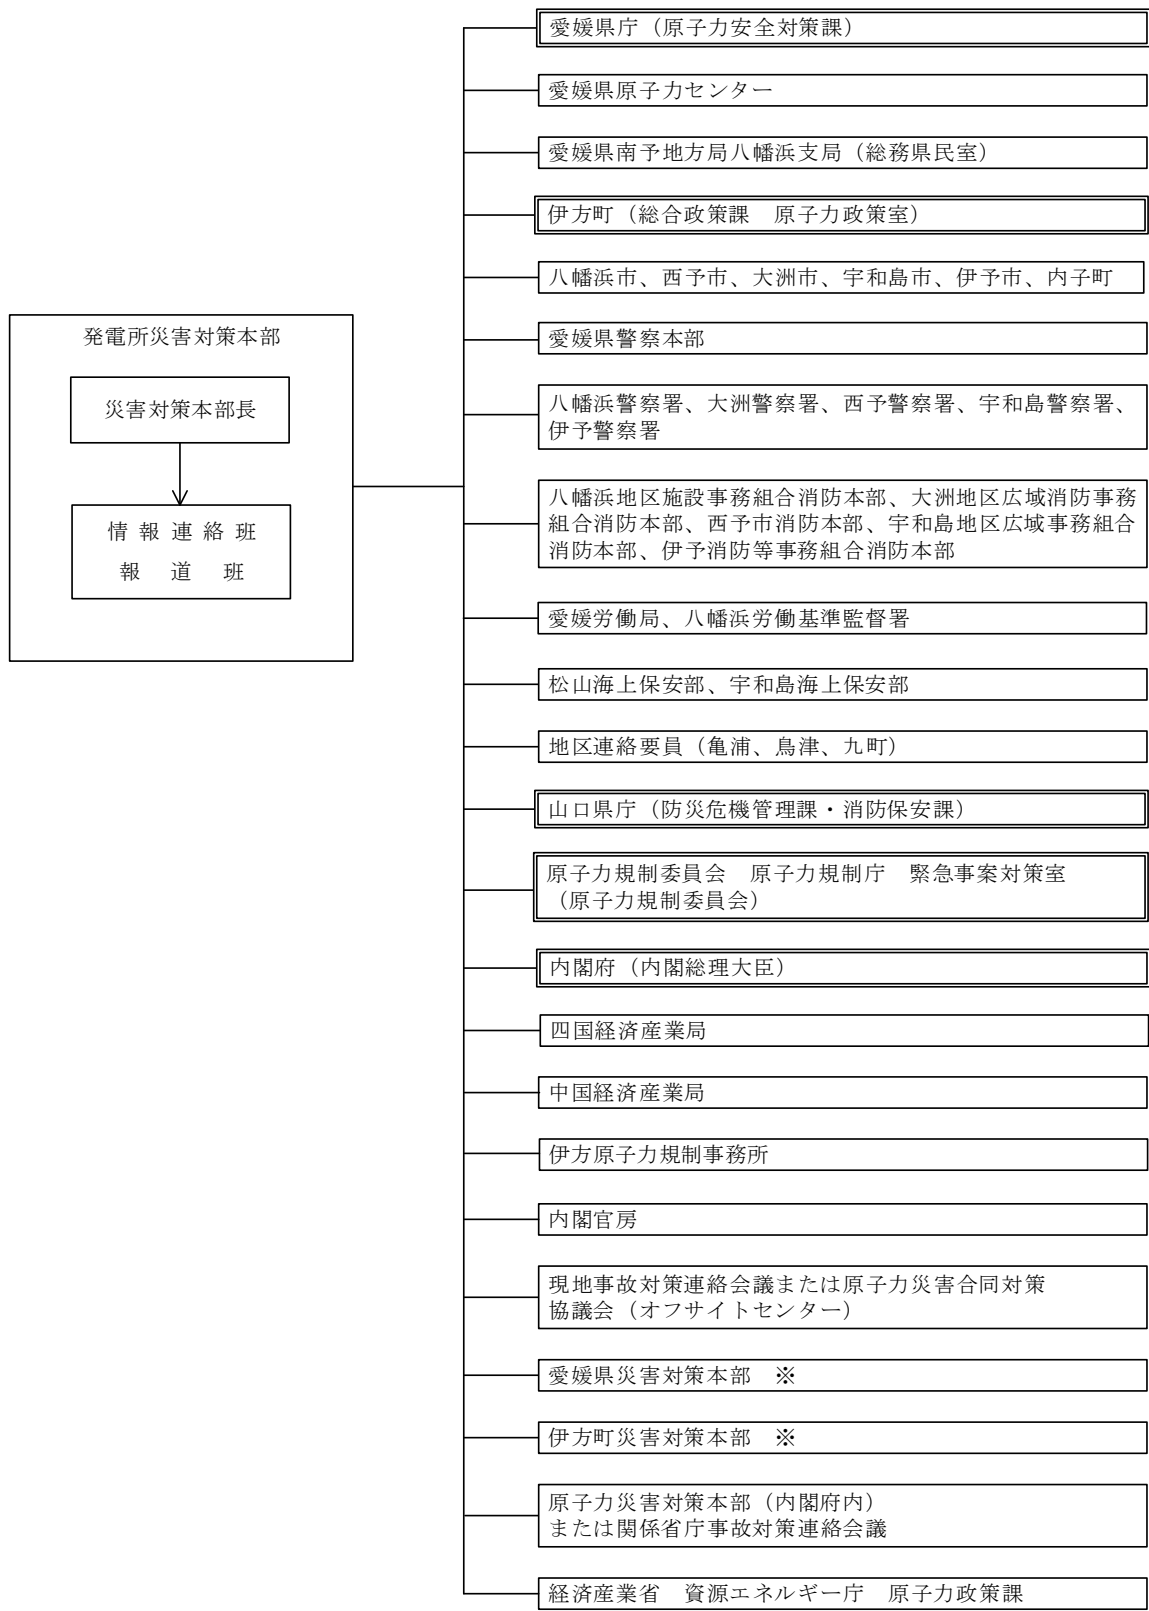 愛媛県庁（原子力安全対策課）
愛媛県原子力センター
愛媛県南予地方局八幡浜支局（総務県民室）
伊方町（総合政策課　原子力政策室）
八幡浜市、西予市、大洲市、宇和島市、伊予市、内子町
発電所災害対策本部
災害対策本部長
情報連絡班
報道班
愛媛県警察本部
八幡浜警察署、大洲警察署、西予警察署、宇和島警察署、
伊予警察署
八幡浜地区施設事務組合消防本部、大洲地区広域消防事務
組合消防本部、西予市消防本部、宇和島地区広域事務組合
消防本部、伊予消防等事務組合消防本部
愛媛労働局、八幡浜労働基準監督署
松山海上保安部、宇和島海上保安部
地区連絡要員（亀浦、鳥津、九町）
山口県庁（防災危機管理課・消防保安課）
原子力規制委員会　原子力規制庁　緊急事案対策室
（原子力規制委員会）
内閣府（内閣総理大臣）
四国経済産業局
中国経済産業局
伊方原子力規制事務所
内閣官房
現地事故対策連絡会議または原子力災害合同対策
協議会（オフサイトセンター）
愛媛県災害対策本部　※
伊方町災害対策本部　※
原子力災害対策本部（内閣府内）
または関係省庁事故対策連絡会議
経済産業省　資源エネルギー庁　原子力政策課